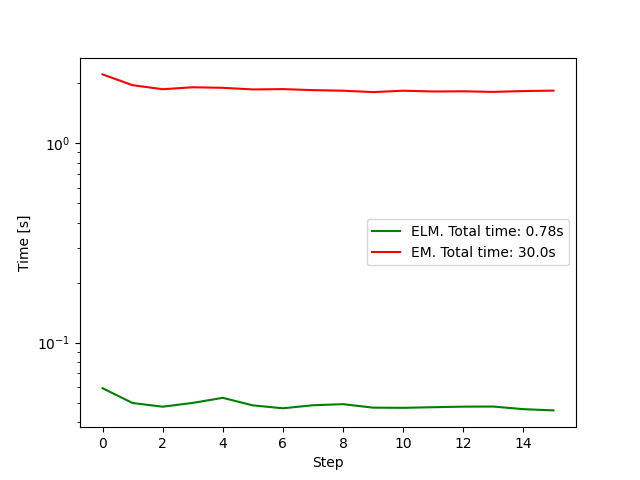 10⁰
10⁻¹
Time [s]
ELM. Total time: 0.78s
EM. Total time: 30.0s
0 2 4 6 8 10 12 14
Step